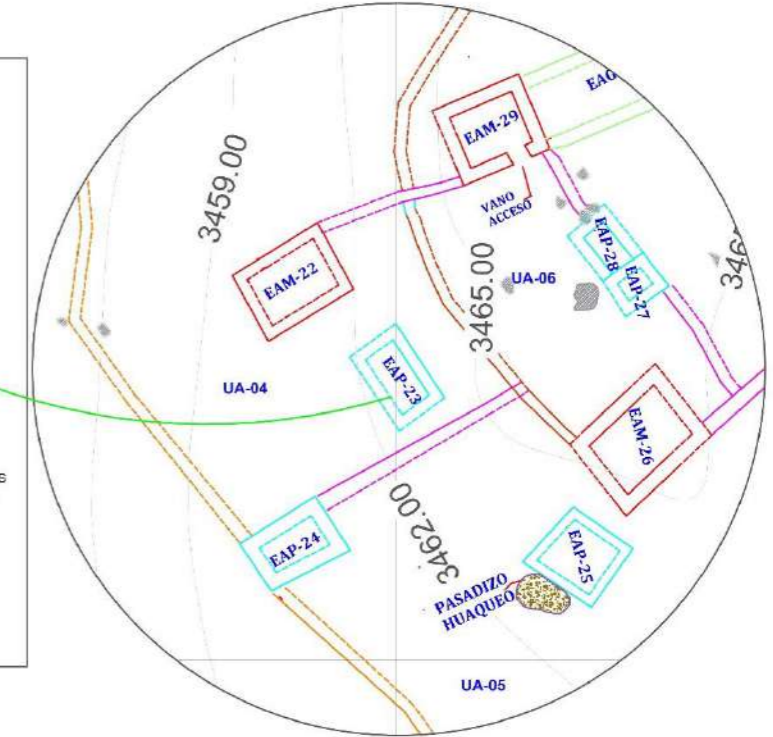 EAM-29
VANO
ACCESO
3459.00
EAM-22
EAP-28
EAP-27
UA-06
3465.00
UA-04
EAP-23
EAM-26
3462.00
EAP-24
EAP-25
PASADIZO
HUAQUEO
UA-05